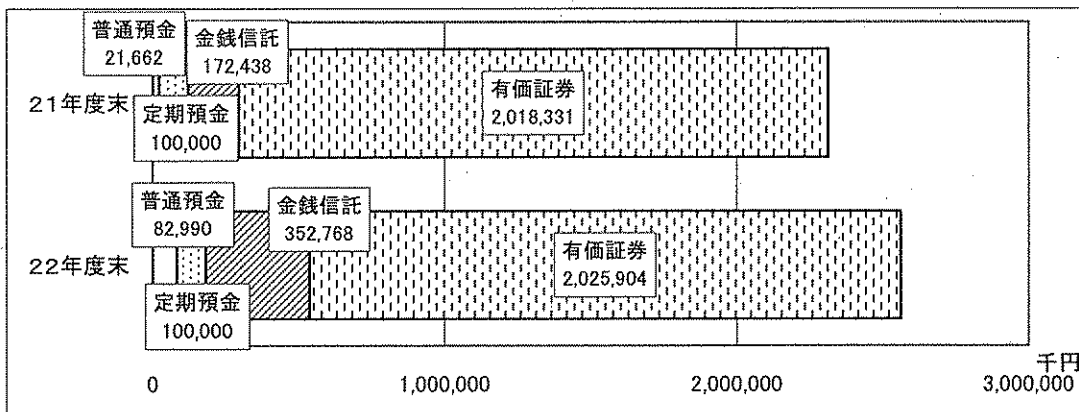 普通預金
21,662
金銭信託
172,438
有価証券
2,018,331
21年度末
定期預金
100,000
普通預金
82,990
金銭信託
352,768
有価証券
2,025,904
22年度末
定期預金
100,000
千円
0
1,000,000
2,000,000
3,000,000